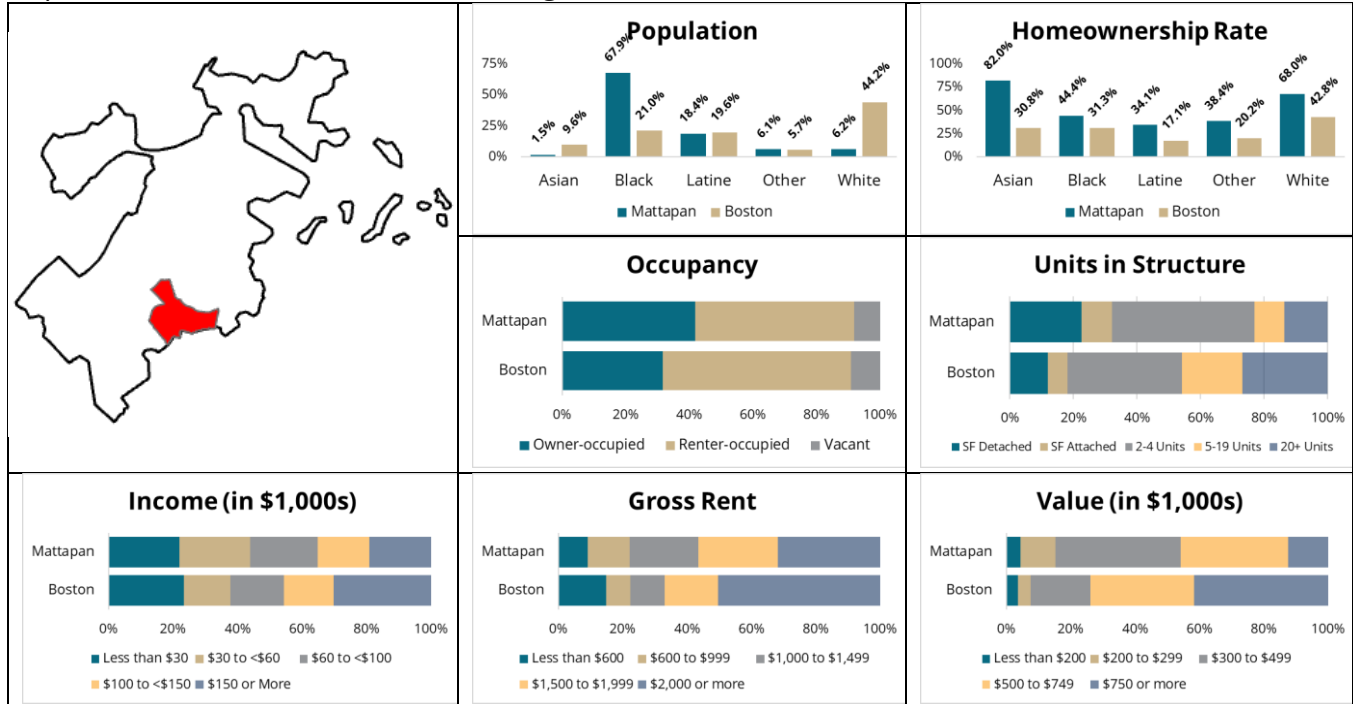 Population
75%
50%
25%
0%
1.5%
9.6%
67.9%
21.0%
18.4%
19.6%
6.1%
5.7%
6.2%
44.2%
Asian Black Latine Other White
Mattapan Boston
Homeownership Rate
100%
75%
50%
25%
0%
82.0%
30.8%
44.4%
31.3%
34.1%
17.1%
38.4%
20.2%
68.0%
42.8%
Asian Black Latine Other White
Mattapan Boston
Occupancy
Mattapan
Boston
0% 20% 40% 60% 80% 100%
Owner-occupied Renter-occupied Vacant
Units in Structure
Mattapan
Boston
0% 20% 40% 60% 80% 100%
SF Detached SF Attached 2-4 Units 5-19 Units 20+ Units
Income (in $1,000s)
Mattapan
Boston
0% 20% 40% 60% 80% 100%
Less than $30 $30 to <$60 $60 to <$100
$100 to <$150 $150 or More
Gross Rent
Mattapan
Boston
0% 20% 40% 60% 80% 100%
Less than $600 $600 to $999 $1,000 to $1,499
$1,500 to $1,999 $2,000 or more
Value (in $1,000s)
Mattapan
Boston
0% 20% 40% 60% 80% 100%
Less than $200 $200 to $299 $300 to $499
$500 to $749 $750 or more